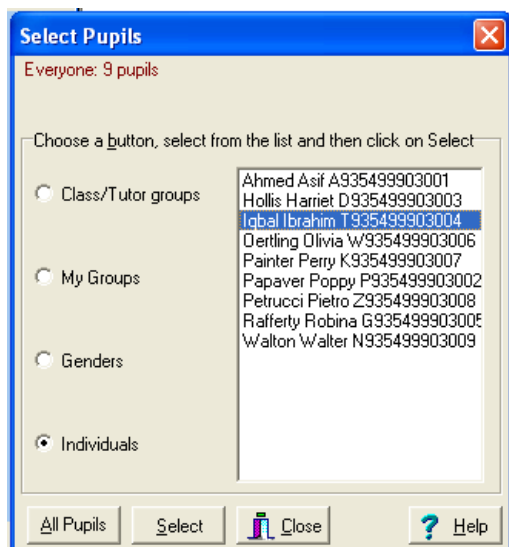 Select Pupils
Everyone: 9 pupils
Choose a button, select from the list and then click on Select
Class/Tutor groups
My Groups
Genders
Individuals
Ahmed Asif A935499903001
Hollis Harriet D935499903003
Iqbal Ibrahim T935499903004
Oertling Olivia W935499903006
Painter Perry K935499903007
Papaver Poppy P935499903002
Petrucci Pietro Z935499903008
Rafferty Robina G935499903005
Walton Walter N935499903009
All Pupils
Select
Close
? Help